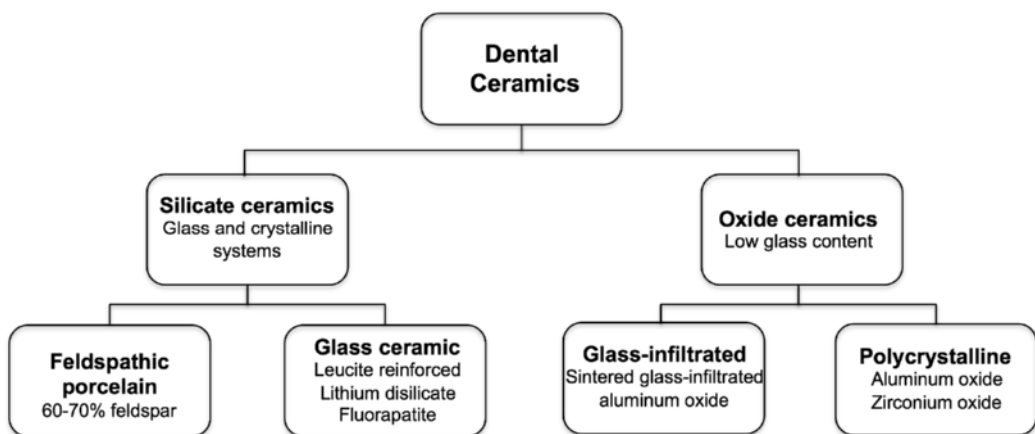 Dental
Ceramics
Silicate ceramics
Glass and crystalline
systems
Oxide ceramics
Low glass content
Feldspathic
porcelain
60-70% feldspar
Glass ceramic
Leucite reinforced
Lithium disilicate
Fluorapatite
Glass-infiltrated
Sintered glass-infiltrated
aluminum oxide
Polycrystalline
Aluminum oxide
Zirconium oxide